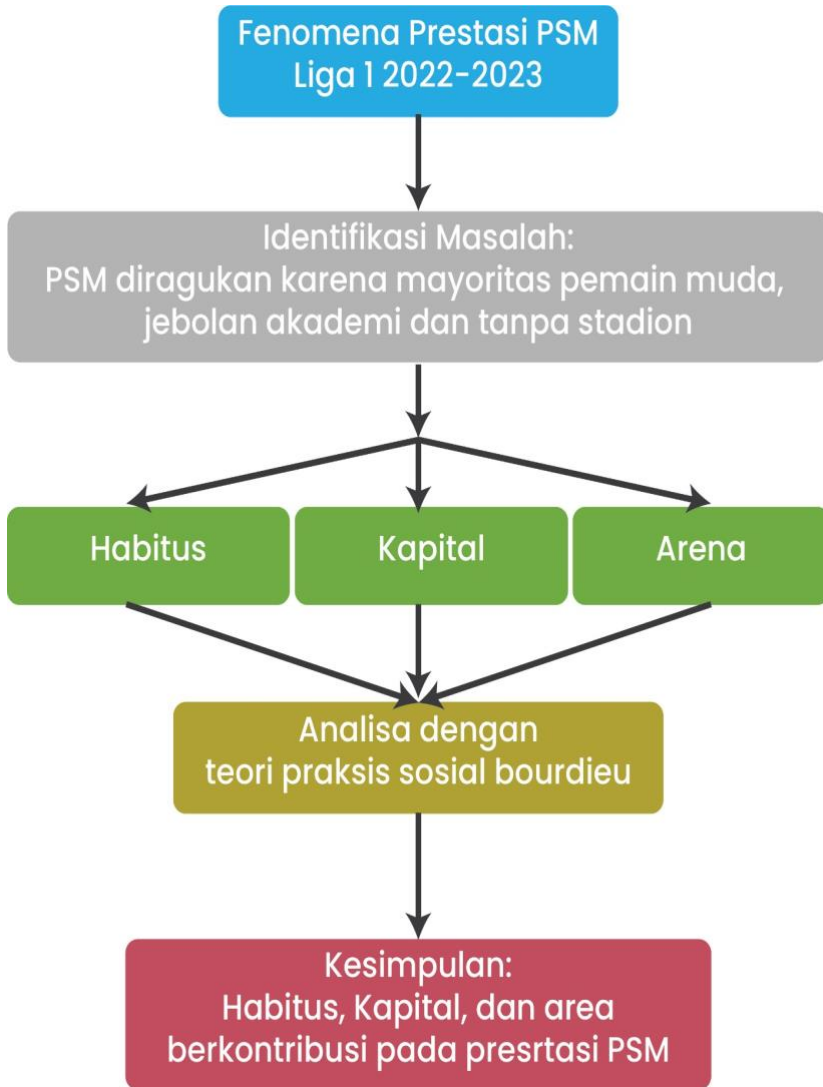 Fenomena Prestasi PSM
Liga 1 2022-2023
Identifikasi Masalah:
PSM diragukan karena mayoritas pemain muda,
jebolan akademi dan tanpa stadion
Habitus
Kapital
Arena
Analisa dengan
teori praksis sosial bourdieu
Kesimpulan:
Habitus, Kapital, dan area
berkontribusi pada presrtasi PSM